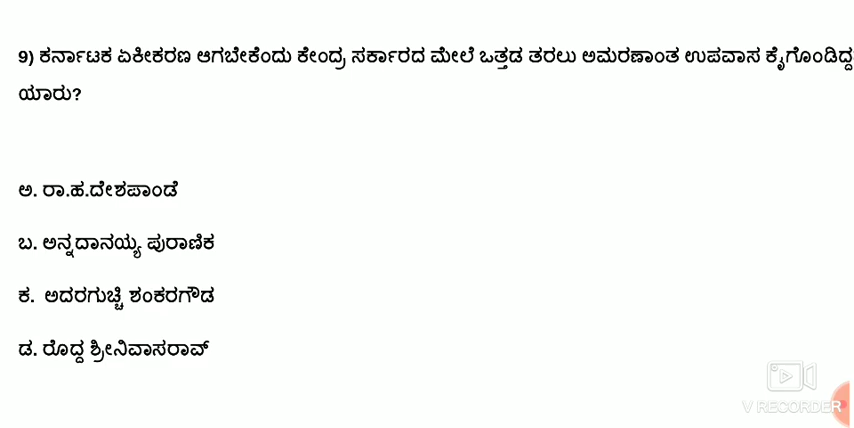 9) ಕರ್ನಾಟಕ ಏಕೀಕರಣ ಆಗಬೇಕೆಂದು ಕೇಂದ್ರ ಸರ್ಕಾರದ ಮೇಲೆ ಒತ್ತಡ ತರಲು ಅಮರಣಾಂತ ಉಪವಾಸ ಕೈಗೊಂಡಿದ್ದ
ಯಾರು?
ಅ. ರಾ.ಹ.ದೇಶಪಾಂಡೆ
ಬ. ಅನ್ನದಾನಯ್ಯ ಪುರಾಣಿಕ
ಕ. ಅದರಗುಚ್ಚಿ ಶಂಕರಗೌಡ
ಡ. ರೊದ್ದ ಶ್ರೀನಿವಾಸರಾವ್
V RECORDER